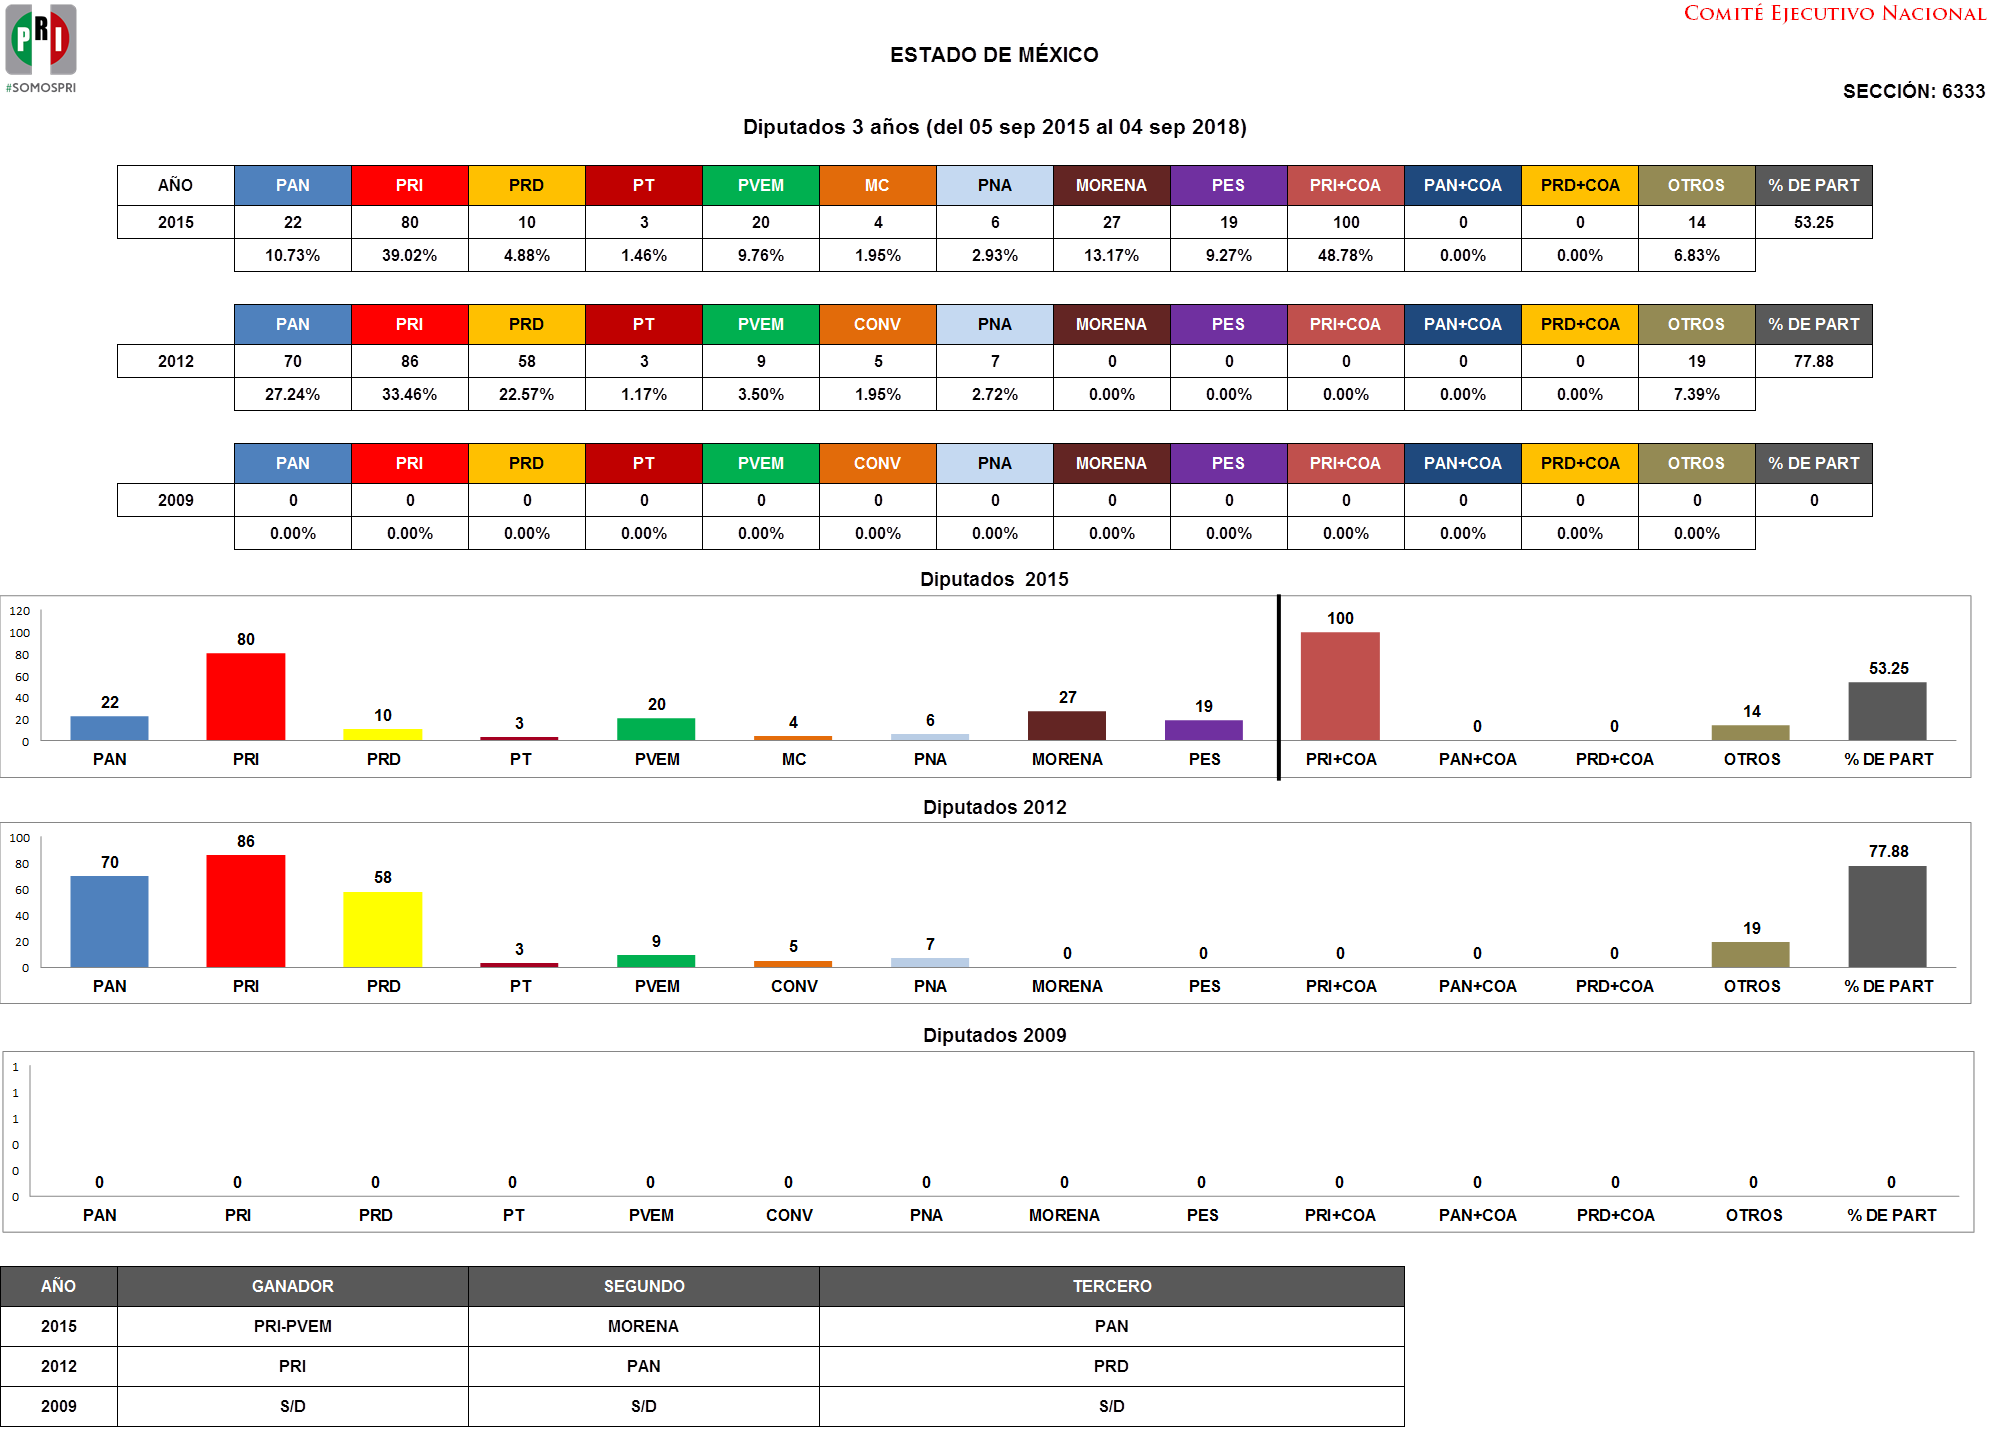 PRI
#SOMOSPRI
COMITÉ EJECUTIVO NACIONAL
ESTADO DE MÉXICO
SECCIÓN: 6333
Diputados 3 años (del 05 sep 2015 al 04 sep 2018)
AÑO PAN PRI PRD PT PVEM MC PNA MORENA PES PRI+COA PAN+COA PRD+COA OTROS % DE PART
2015 22 80 10 3 20 4 6 27 19 100 0 0 14 53.25
10.73% 39.02% 4.88% 1.46% 9.76% 1.95% 2.93% 13.17% 9.27% 48.78% 0.00% 0.00% 6.83%
PAN PRI PRD PT PVEM CONV PNA MORENA PES PRI+COA PAN+COA PRD+COA OTROS % DE PART
2012 70 86 58 3 9 5 7 0 0 0 0 0 19 77.88
27.24% 33.46% 22.57% 1.17% 3.50% 1.95% 2.72% 0.00% 0.00% 0.00% 0.00% 0.00% 7.39%
PAN PRI PRD PT PVEM CONV PNA MORENA PES PRI+COA PAN+COA PRD+COA OTROS % DE PART
2009 0 0 0 0 0 0 0 0 0 0 0 0 0 0
0.00% 0.00% 0.00% 0.00% 0.00% 0.00% 0.00% 0.00% 0.00% 0.00% 0.00% 0.00% 0.00%
Diputados 2015
120
100
80
60
40
20
0
22 80 10 3 20 4 6 27 19 100 0 0 14 53.25
PAN PRI PRD PT PVEM MC PNA MORENA PES PRI+COA PAN+COA PRD+COA OTROS % DE PART
Diputados 2012
100
80
60
40
20
0
70 86 58 3 9 5 7 0 0 0 0 0 19 77.88
PAN PRI PRD PT PVEM CONV PNA MORENA PES PRI+COA PAN+COA PRD+COA OTROS % DE PART
Diputados 2009
1
1
1
0
0
0
0 0 0 0 0 0 0 0 0 0 0 0 0 0
PAN PRI PRD PT PVEM CONV PNA MORENA PES PRI+COA PAN+COA PRD+COA OTROS % DE PART
AÑO GANADOR SEGUNDO TERCERO
2015 PRI-PVEM MORENA PAN
2012 PRI PAN PRD
2009 S/D S/D S/D